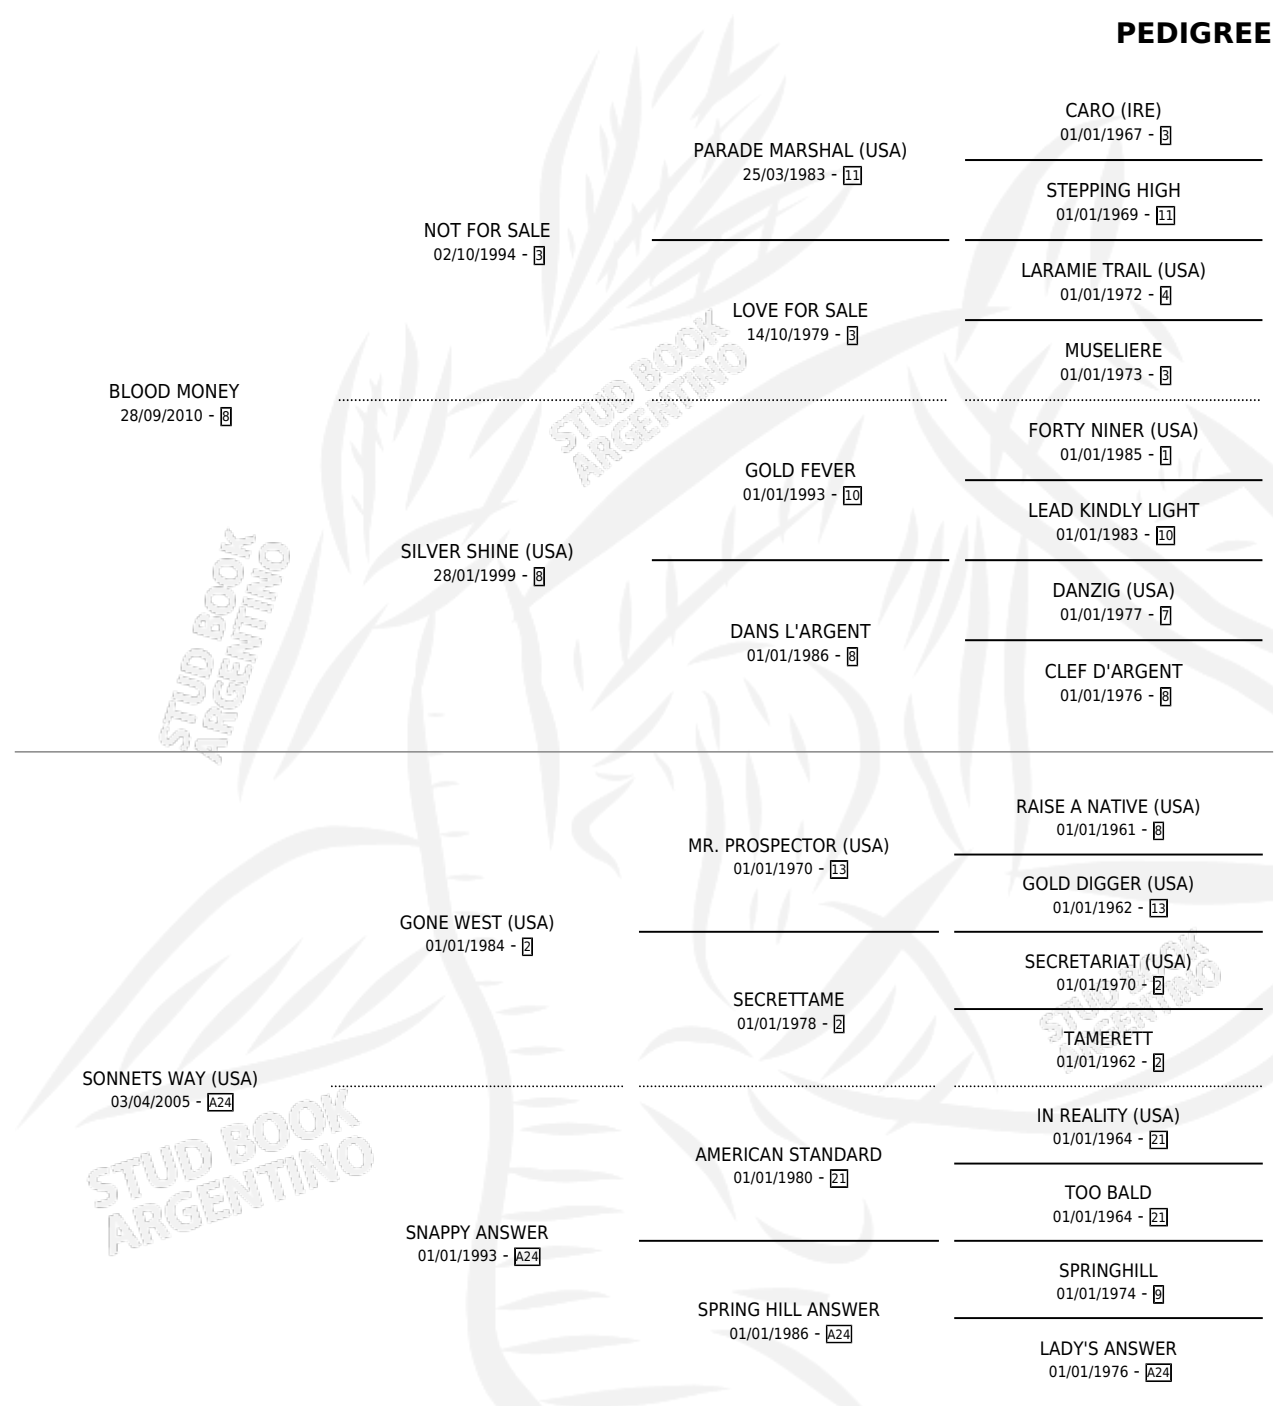 PEDIGREE
BLOOD MONEY
28/09/2010 - 8
NOT FOR SALE
02/10/1994 - 3
PARADE MARSHAL (USA)
25/03/1983 - 11
CARO (IRE)
01/01/1967 - 3
STEPPING HIGH
01/01/1969 - 11
LOVE FOR SALE
14/10/1979 - 3
LARAMIE TRAIL (USA)
01/01/1972 - 4
MUSELIERE
01/01/1973 - 3
SILVER SHINE (USA)
28/01/1999 - 8
GOLD FEVER
01/01/1993 - 10
FORTY NINER (USA)
01/01/1985 - 1
LEAD KINDLY LIGHT
01/01/1983 - 10
DANS L'ARGENT
01/01/1986 - 8
DANZIG (USA)
01/01/1977 - 7
CLEF D'ARGENT
01/01/1976 - 8
SONNETS WAY (USA)
03/04/2005 - A24
GONE WEST (USA)
01/01/1984 - 2
MR. PROSPECTOR (USA)
01/01/1970 - 13
RAISE A NATIVE (USA)
01/01/1961 - 8
GOLD DIGGER (USA)
01/01/1962 - 13
SECRETTAME
01/01/1978 - 2
SECRETARIAT (USA)
01/01/1970 - 2
TAMERETT
01/01/1962 - 2
SNAPPY ANSWER
01/01/1993 - A24
AMERICAN STANDARD
01/01/1980 - 21
IN REALITY (USA)
01/01/1964 - 21
TOO BALD
01/01/1964 - 21
SPRING HILL ANSWER
01/01/1986 - A24
SPRINGHILL
01/01/1974 - 9
LADY'S ANSWER
01/01/1976 - A24
STUD BOOK
ARGENTINO
STUD BOOK
ARGENTINO
STUD BOOK
ARGENTINO
STUD BOOK
ARGENTINO